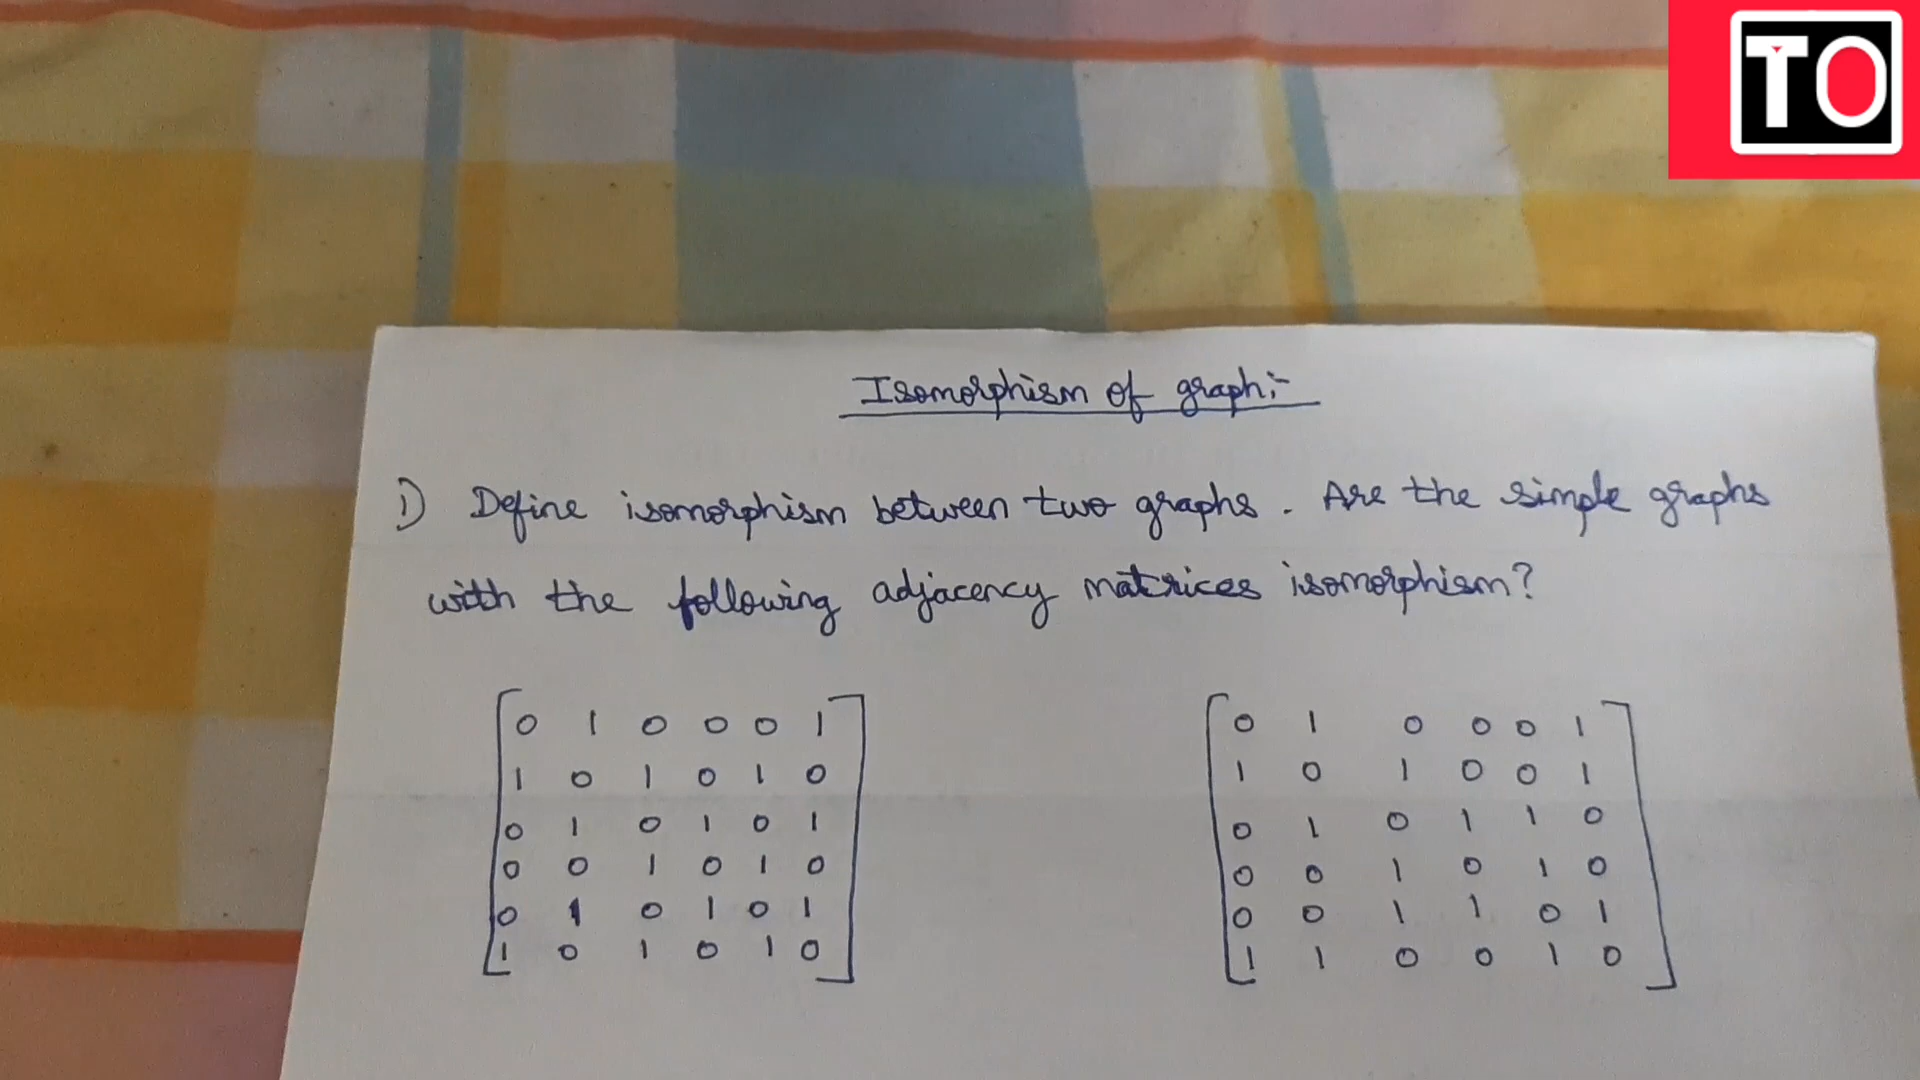 TO
Isomorphism of graph:-
1) Define isomorphism between two graphs. Are the simple graphs
with the following adjacency matrices isomorphism?
0 1 0 0 0 1
1 0 1 0 1 0
0 1 0 1 0 1
0 0 1 0 1 0
0 1 0 1 0 1
1 0 1 0 1 0
0 1 0 0 0 1
1 0 1 0 0 1
0 1 0 1 1 0
0 0 1 0 1 0
0 0 1 1 0 1
1 1 0 0 1 0